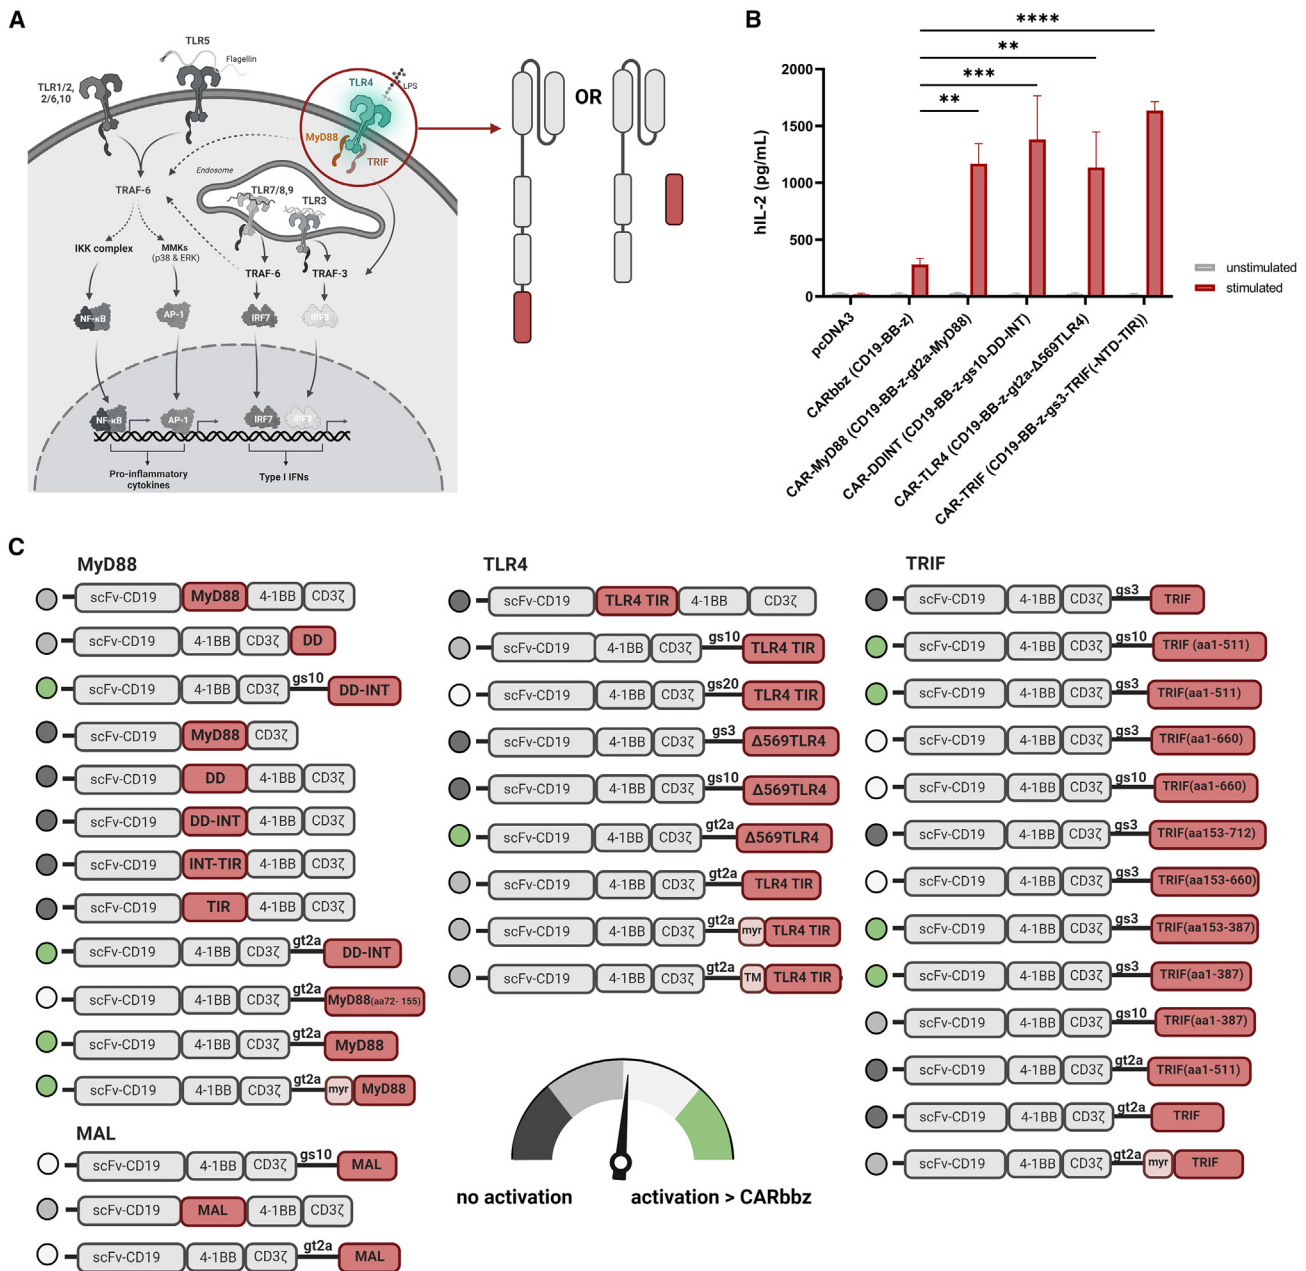 A
TLR5
Flagellin
TLR1/2,
2/6,10
TLR4
LPS
MyD88
TRIF
Endosome
TLR7/8,9
TLR3
TRAF-6
IKK complex
MMKs
(p38 & ERK)
TRAF-6
TRAF-3
NF-κB
AP-1
IRF7
IRF3
NF-κB
AP-1
IRF7
IRF3
Pro-inflammatory
cytokines
Type I IFNs
OR
B
****
**
***
**
hIL-2 (pg/mL)
2000
1500
1000
500
0
unstimulated
stimulated
pcDNA3
CARbbz (CD19-BB-z)
CAR-MyD88 (CD19-BB-z-gt2a-MyD88)
CAR-DDINT (CD19-BB-z-gs10-DD-INT)
CAR-TLR4 (CD19-BB-z-gt2a-Δ569TLR4)
CAR-TRIF (CD19-BB-z-gs3-TRIF(-NTD-TIR))
C
MyD88
scFv-CD19 MyD88 4-1BB CD3ζ
scFv-CD19 4-1BB CD3ζ DD
scFv-CD19 4-1BB CD3ζ gs10 DD-INT
scFv-CD19 MyD88 CD3ζ
scFv-CD19 DD 4-1BB CD3ζ
scFv-CD19 DD-INT 4-1BB CD3ζ
scFv-CD19 INT-TIR 4-1BB CD3ζ
scFv-CD19 TIR 4-1BB CD3ζ
scFv-CD19 4-1BB CD3ζ gt2a DD-INT
scFv-CD19 4-1BB CD3ζ gt2a MyD88(aa72- 155)
scFv-CD19 4-1BB CD3ζ gt2a MyD88
scFv-CD19 4-1BB CD3ζ gt2a myr MyD88
MAL
scFv-CD19 4-1BB CD3ζ gs10 MAL
scFv-CD19 MAL 4-1BB CD3ζ
scFv-CD19 4-1BB CD3ζ gt2a MAL
TLR4
scFv-CD19 TLR4 TIR 4-1BB CD3ζ
scFv-CD19 4-1BB CD3ζ gs10 TLR4 TIR
scFv-CD19 4-1BB CD3ζ gs20 TLR4 TIR
scFv-CD19 4-1BB CD3ζ gs3 Δ569TLR4
scFv-CD19 4-1BB CD3ζ gs10 Δ569TLR4
scFv-CD19 4-1BB CD3ζ gt2a Δ569TLR4
scFv-CD19 4-1BB CD3ζ gt2a TLR4 TIR
scFv-CD19 4-1BB CD3ζ gt2a myr TLR4 TIR
scFv-CD19 4-1BB CD3ζ gt2a TM TLR4 TIR
no activation
activation > CARbbz
TRIF
scFv-CD19 4-1BB CD3ζ gs3 TRIF
scFv-CD19 4-1BB CD3ζ gs10 TRIF (aa1-511)
scFv-CD19 4-1BB CD3ζ gs3 TRIF(aa1-511)
scFv-CD19 4-1BB CD3ζ gs3 TRIF(aa1-660)
scFv-CD19 4-1BB CD3ζ gs10 TRIF(aa1-660)
scFv-CD19 4-1BB CD3ζ gs3 TRIF(aa153-712)
scFv-CD19 4-1BB CD3ζ gs3 TRIF(aa153-660)
scFv-CD19 4-1BB CD3ζ gs3 TRIF(aa153-387)
scFv-CD19 4-1BB CD3ζ gs3 TRIF(aa1-387)
scFv-CD19 4-1BB CD3ζ gs10 TRIF(aa1-387)
scFv-CD19 4-1BB CD3ζ gt2a TRIF(aa1-511)
scFv-CD19 4-1BB CD3ζ gt2a TRIF
scFv-CD19 4-1BB CD3ζ gt2a myr TRIF